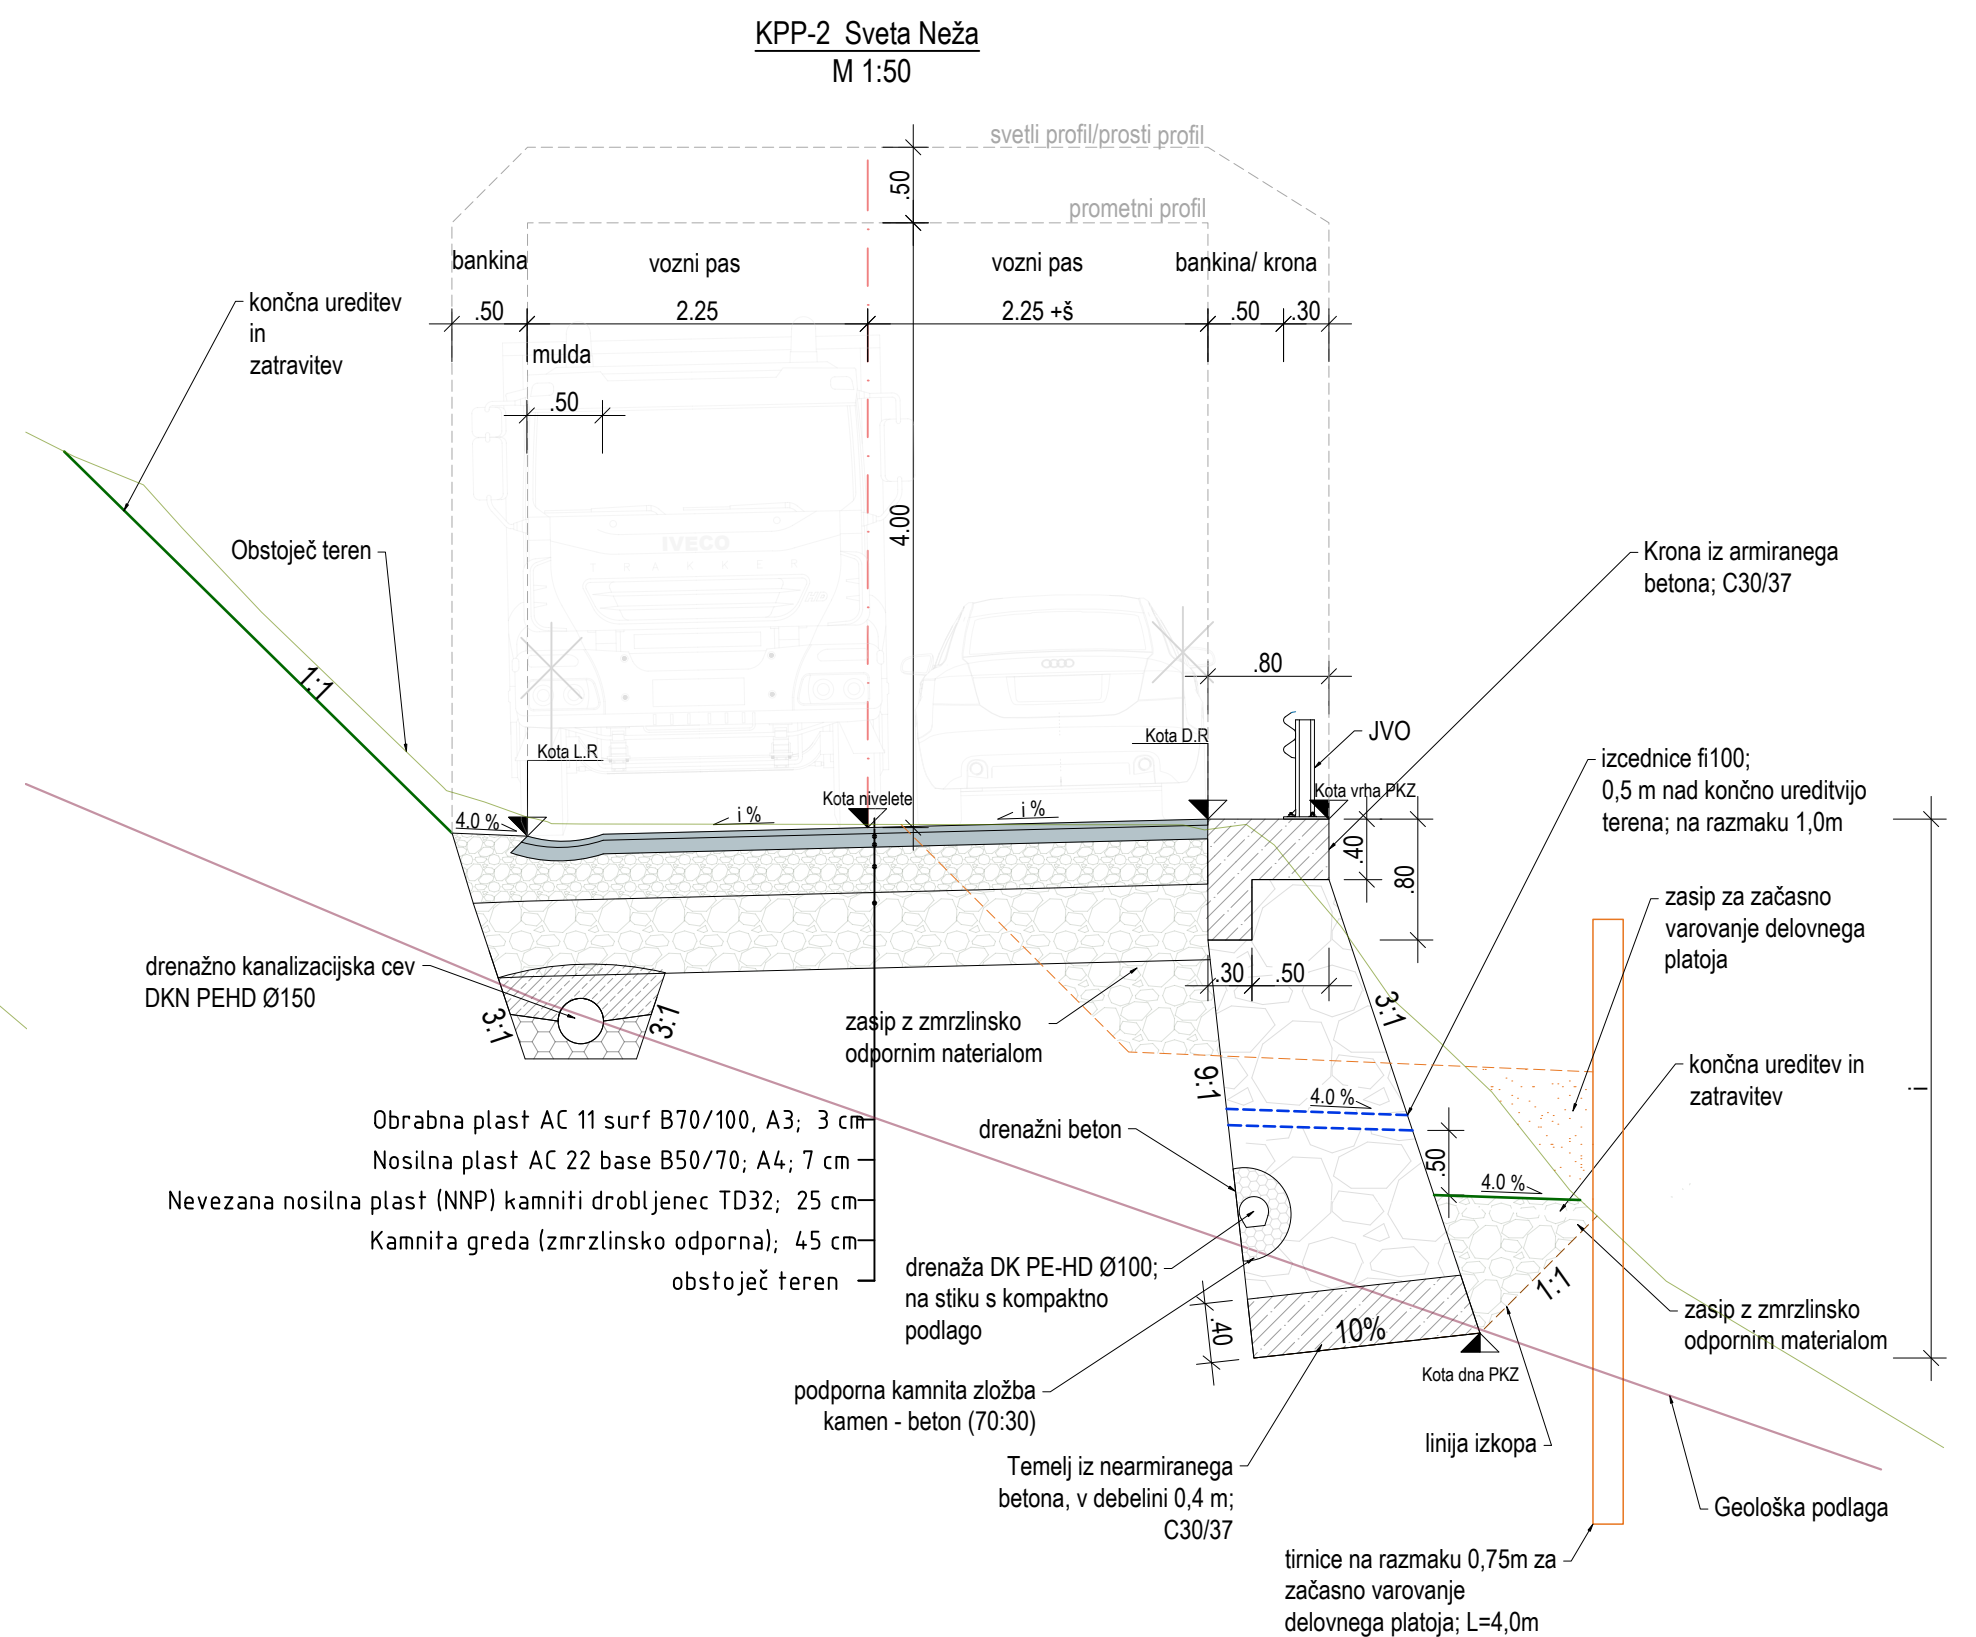 KPP-2 Sveta Neža
M 1:50
svetli profil/prosti profil
.50
prometni profil
bankina
vozni pas
vozni pas
bankina/ krona
.50
2.25
2.25 +š
.50
.30
končna ureditev
in
zatravitev
mulda
.50
4.00
IVECO
TRAKKER
Obstoječ teren
Krona iz armiranega
betona; C30/37
1:1
.80
Kota L.R
Kota D.R
JVO
Kota nivelete
Kota vrha PKZ
izcednice fi100;
0,5 m nad končno ureditvijo
terena; na razmaku 1,0m
4.0 %
i %
i %
.40
.80
zasip za začasno
varovanje delovnega
platoja
drenažno kanalizacijska cev
DKN PEHD Ø150
3:1
3:1
.30
.50
3:1
zasip z zmrzlinsko
odpornim naterialom
9:1
končna ureditev in
zatravitev
i
4.0 %
Obrabna plast AC 11 surf B70/100, A3; 3 cm
Nosilna plast AC 22 base B50/70; A4; 7 cm
Nevezana nosilna plast (NNP) kamniti drobljenec TD32; 25 cm
Kamnita greda (zmrzlinsko odporna); 45 cm
obstoječ teren
drenažni beton
.50
4.0 %
drenaža DK PE-HD Ø100;
na stiku s kompaktno
podlago
1:1
.40
10%
zasip z zmrzlinsko
odpornim materialom
Kota dna PKZ
podporna kamnita zložba
kamen - beton (70:30)
linija izkopa
Temelj iz nearmiranega
betona, v debelini 0,4 m;
C30/37
Geološka podlaga
tirnice na razmaku 0,75m za
začasno varovanje
delovnega platoja; L=4,0m